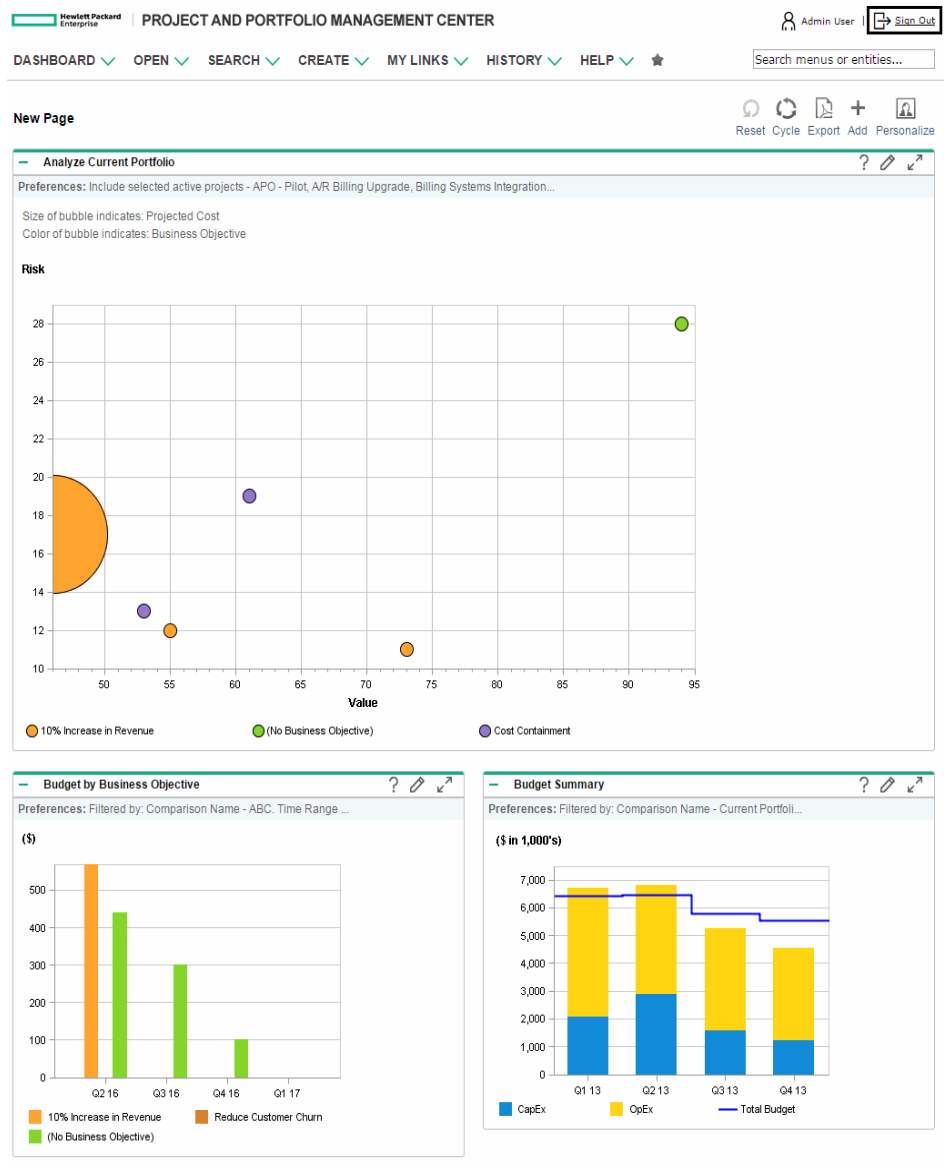 Hewlett Packard
Enterprise
PROJECT AND PORTFOLIO MANAGEMENT CENTER
Admin User | Sign Out
DASHBOARD OPEN SEARCH CREATE MY LINKS HISTORY HELP
Search menus or entities...
New Page
Reset Cycle Export Add Personalize
Analyze Current Portfolio
Preferences: Include selected active projects - APO - Pilot, A/R Billing Upgrade, Billing Systems Integration...
Size of bubble indicates: Projected Cost
Color of bubble indicates: Business Objective
Risk
28
26
24
22
20
18
16
14
12
10
50 55 60 65 70 75 80 85 90 95
Value
10% Increase in Revenue (No Business Objective) Cost Containment
Budget by Business Objective
Preferences: Filtered by: Comparison Name - ABC. Time Range ...
($)
500
400
300
200
100
0
Q2 16 Q3 16 Q4 16 Q1 17
10% Increase in Revenue Reduce Customer Churn
(No Business Objective)
Budget Summary
Preferences: Filtered by: Comparison Name - Current Portfoli...
($ in 1,000's)
7,000
6,000
5,000
4,000
3,000
2,000
1,000
0
Q1 13 Q2 13 Q3 13 Q4 13
CapEx OpEx Total Budget